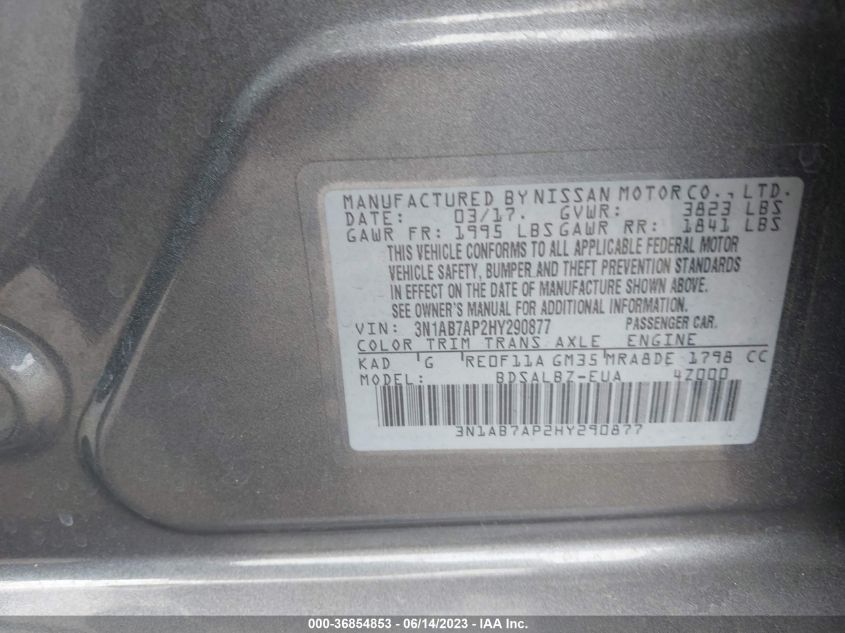 MANUFACTURED BY NISSAN MOTOR CO., LTD.
DATE: 03/17. GVWR: 3823 LBS
GAWR FR: 1995 LBS GAWR RR: 1841 LBS
THIS VEHICLE CONFORMS TO ALL APPLICABLE FEDERAL MOTOR
VEHICLE SAFETY, BUMPER AND THEFT PREVENTION STANDARDS
IN EFFECT ON THE DATE OF MANUFACTURE SHOWN ABOVE.
SEE OWNER'S MANUAL FOR ADDITIONAL INFORMATION.
VIN: 3N1AB7AP2HY290877 PASSENGER CAR.
COLOR TRIM TRANS AXLE ENGINE
KAD 'G 'RE0F11A GM35 MRA8DE 1798 CC
MODEL: BDSALB7-EUA 4Z000
3N1AB7AP2HY290877
000-36854853 - 06/14/2023 - IAA Inc.